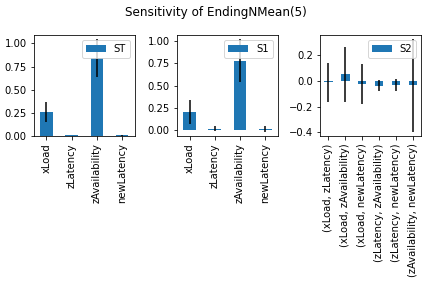 Sensitivity of EndingNMean(5)
1.00
0.75
0.50
0.25
0.00
ST
xLoad
zLatency
zAvailability
newLatency
1.00
0.75
0.50
0.25
0.00
S1
xLoad
zLatency
zAvailability
newLatency
0.2
0.0
−0.2
−0.4
S2
(xLoad, zLatency)
(xLoad, zAvailability)
(xLoad, newLatency)
(zLatency, zAvailability)
(zLatency, newLatency)
(zAvailability, newLatency)